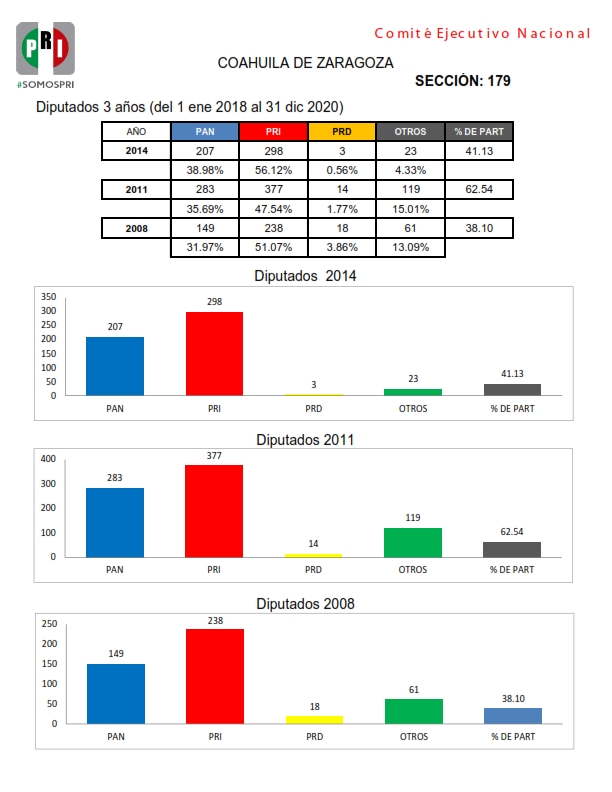 Comité Ejecutivo Nacional
PRI
#SOMOSPRI
COAHUILA DE ZARAGOZA
SECCIÓN: 179
Diputados 3 años (del 1 ene 2018 al 31 dic 2020)
AÑO PAN PRI PRD OTROS % DE PART
2014 207 298 3 23 41.13
38.98% 56.12% 0.56% 4.33%
2011 283 377 14 119 62.54
35.69% 47.54% 1.77% 15.01%
2008 149 238 18 61 38.10
31.97% 51.07% 3.86% 13.09%
Diputados 2014
350
300
250
200
150
100
50
0
207 298 3 23 41.13
PAN PRI PRD OTROS % DE PART
Diputados 2011
400
300
200
100
0
283 377 14 119 62.54
PAN PRI PRD OTROS % DE PART
Diputados 2008
250
200
150
100
50
0
149 238 18 61 38.10
PAN PRI PRD OTROS % DE PART